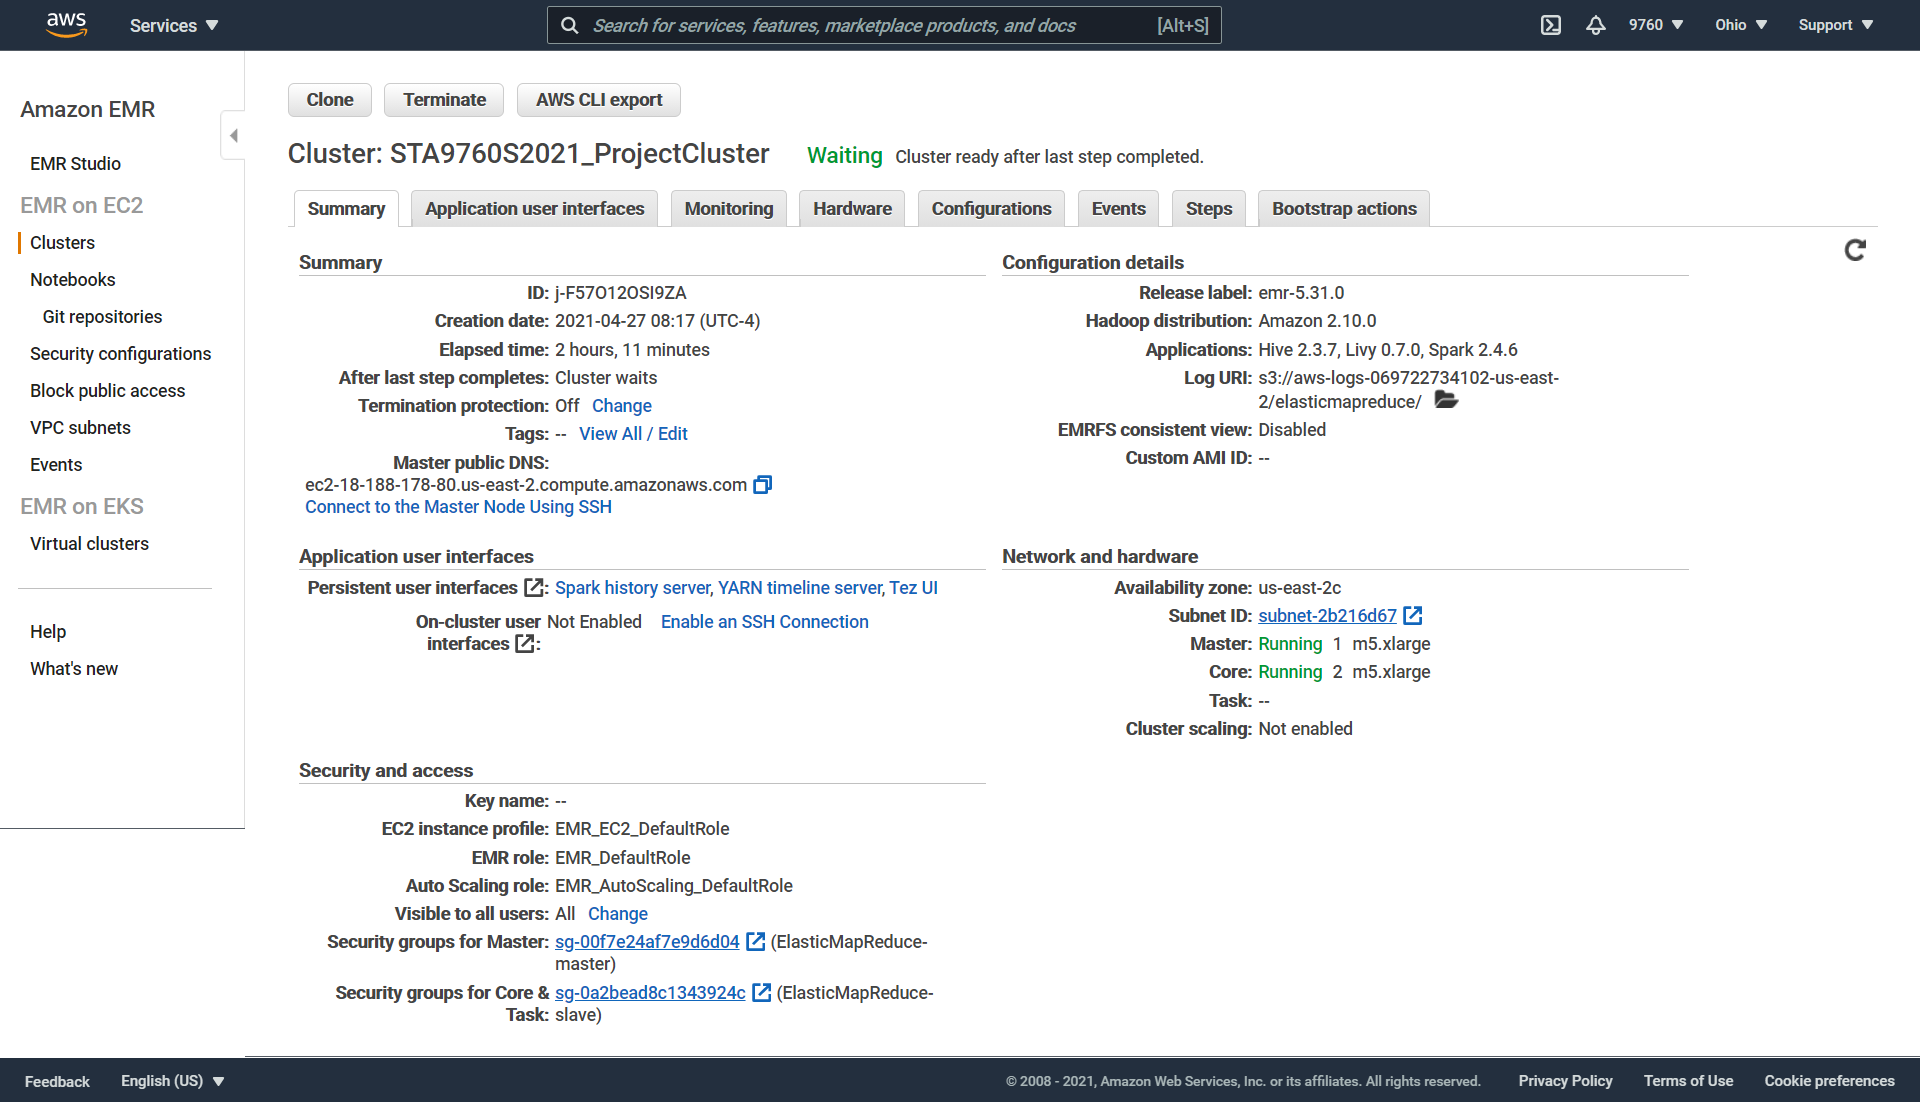 aws Services Search for services, features, marketplace products, and docs [Alt+S] 9760 Ohio Support
Amazon EMR
EMR Studio
EMR on EC2
Clusters
Notebooks
Git repositories
Security configurations
Block public access
VPC subnets
Events
EMR on EKS
Virtual clusters
Help
What's new
Clone Terminate AWS CLI export
Cluster: STA9760S2021_ProjectCluster Waiting Cluster ready after last step completed.
Summary Application user interfaces Monitoring Hardware Configurations Events Steps Bootstrap actions
Summary
ID: j-F57O12OSI9ZA
Creation date: 2021-04-27 08:17 (UTC-4)
Elapsed time: 2 hours, 11 minutes
After last step completes: Cluster waits
Termination protection: Off Change
Tags: -- View All / Edit
Master public DNS:
ec2-18-188-178-80.us-east-2.compute.amazonaws.com
Connect to the Master Node Using SSH
Configuration details
Release label: emr-5.31.0
Hadoop distribution: Amazon 2.10.0
Applications: Hive 2.3.7, Livy 0.7.0, Spark 2.4.6
Log URI: s3://aws-logs-069722734102-us-east-
2/elasticmapreduce/
EMRFS consistent view: Disabled
Custom AMI ID: --
Application user interfaces
Persistent user interfaces : Spark history server, YARN timeline server, Tez UI
On-cluster user Not Enabled Enable an SSH Connection
interfaces :
Network and hardware
Availability zone: us-east-2c
Subnet ID: subnet-2b216d67
Master: Running 1 m5.xlarge
Core: Running 2 m5.xlarge
Task: --
Cluster scaling: Not enabled
Security and access
Key name: --
EC2 instance profile: EMR_EC2_DefaultRole
EMR role: EMR_DefaultRole
Auto Scaling role: EMR_AutoScaling_DefaultRole
Visible to all users: All Change
Security groups for Master: sg-00f7e24af7e9d6d04 (ElasticMapReduce-
master)
Security groups for Core & sg-0a2bead8c1343924c (ElasticMapReduce-
Task: slave)
Feedback English (US) © 2008 - 2021, Amazon Web Services, Inc. or its affiliates. All rights reserved. Privacy Policy Terms of Use Cookie preferences